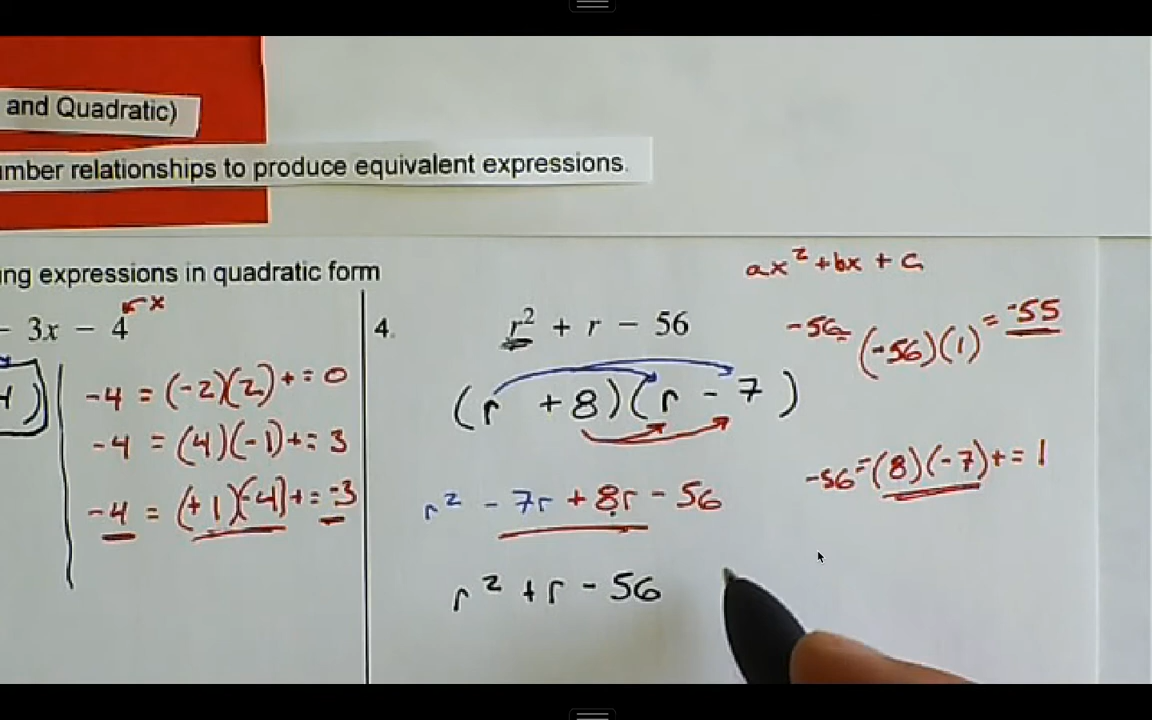 and Quadratic)
umber relationships to produce equivalent expressions.
ng expressions in quadratic form
- 3x - 4 ← x
4)
-4 = (-2)(2) + = 0
-4 = (4)(-1) + = 3
-4 = (+1)(-4) + = -3
4.
r² + r - 56
(r + 8)(r - 7)
r² - 7r + 8r - 56
r² + r - 56
ax² + bx + c
-56 = (-56)(1) = -55
-56 = (8)(-7) + = 1